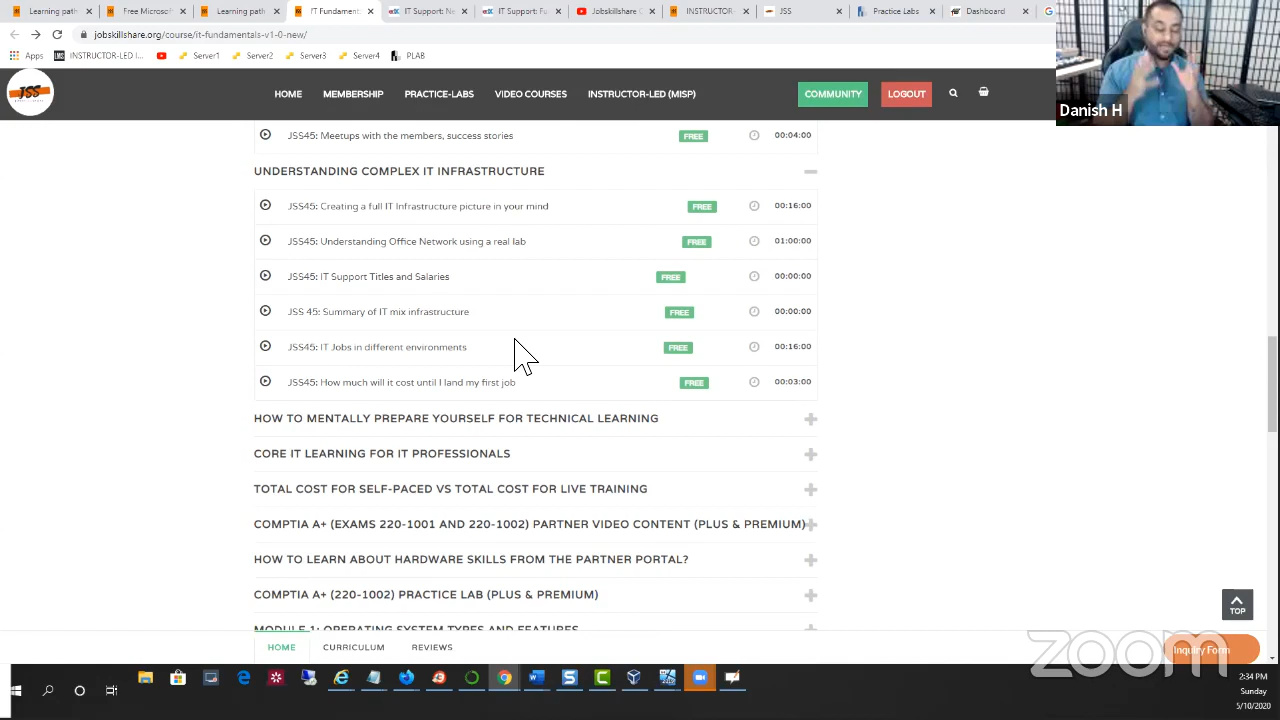 Learning path
Free Microsof
Learning path
IT Fundament
IT Support: Ne
IT Support: Fu
Jobskillshare
INSTRUCTOR-
JSS
Practice Labs
Dashboard
jobskillshare.org/course/it-fundamentals-v1-0-new/
Apps
INSTRUCTOR-LED I...
Server1
Server2
Server3
Server4
PLAB
Danish H
JSS
HOME
MEMBERSHIP
PRACTICE-LABS
VIDEO COURSES
INSTRUCTOR-LED (MISP)
COMMUNITY
LOGOUT
JSS45: Meetups with the members, success stories FREE 00:04:00
UNDERSTANDING COMPLEX IT INFRASTRUCTURE
JSS45: Creating a full IT Infrastructure picture in your mind FREE 00:16:00
JSS45: Understanding Office Network using a real lab FREE 01:00:00
JSS45: IT Support Titles and Salaries FREE 00:00:00
JSS 45: Summary of IT mix infrastructure FREE 00:00:00
JSS45: IT Jobs in different environments FREE 00:16:00
JSS45: How much will it cost until I land my first job FREE 00:03:00
HOW TO MENTALLY PREPARE YOURSELF FOR TECHNICAL LEARNING
CORE IT LEARNING FOR IT PROFESSIONALS
TOTAL COST FOR SELF-PACED VS TOTAL COST FOR LIVE TRAINING
COMPTIA A+ (EXAMS 220-1001 AND 220-1002) PARTNER VIDEO CONTENT (PLUS & PREMIUM)
HOW TO LEARN ABOUT HARDWARE SKILLS FROM THE PARTNER PORTAL?
COMPTIA A+ (220-1002) PRACTICE LAB (PLUS & PREMIUM)
MODULE 1: OPERATING SYSTEM TYPES AND FEATURES
TOP
HOME
CURRICULUM
REVIEWS
zoom
Inquiry Form
2:34 PM
Sunday
5/10/2020